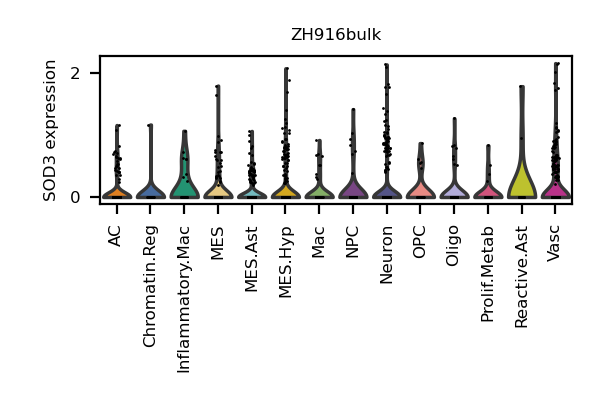 ZH916bulk
SOD3 expression
2
0
AC
Chromatin.Reg
Inflammatory.Mac
MES
MES.Ast
MES.Hyp
Mac
NPC
Neuron
OPC
Oligo
Prolif.Metab
Reactive.Ast
Vasc